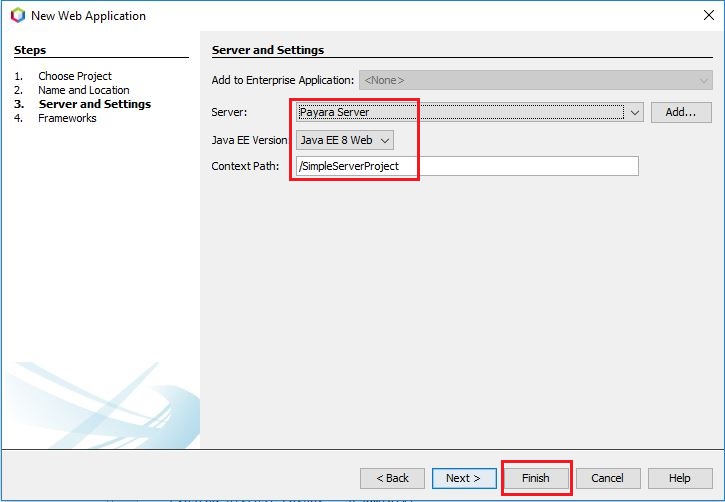 New Web Application
Steps
1. Choose Project
2. Name and Location
3. Server and Settings
4. Frameworks
Server and Settings
Add to Enterprise Application: <None>
Server: Payara Server Add...
Java EE Version: Java EE 8 Web
Context Path: /SimpleServerProject
< Back Next > Finish Cancel Help